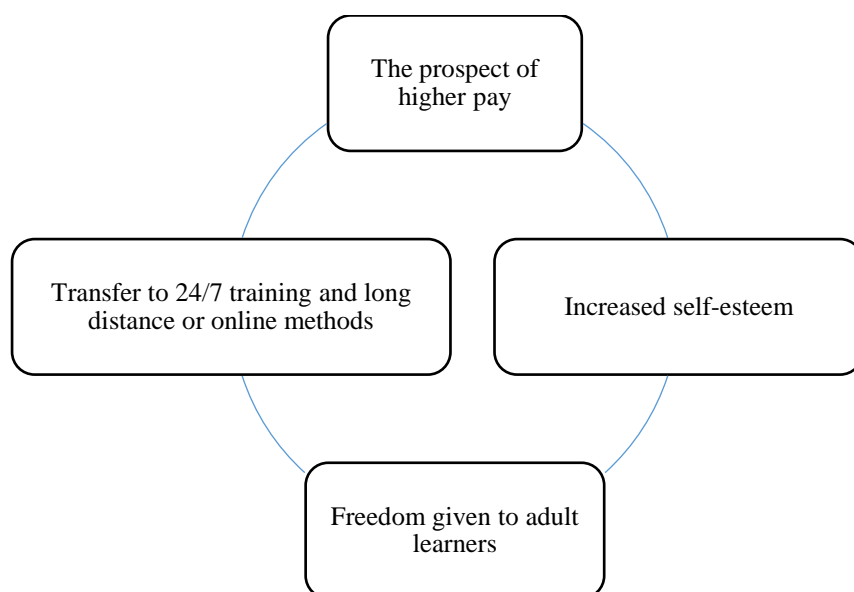 The prospect of
higher pay
Transfer to 24/7 training and long
distance or online methods
Increased self-esteem
Freedom given to adult
learners